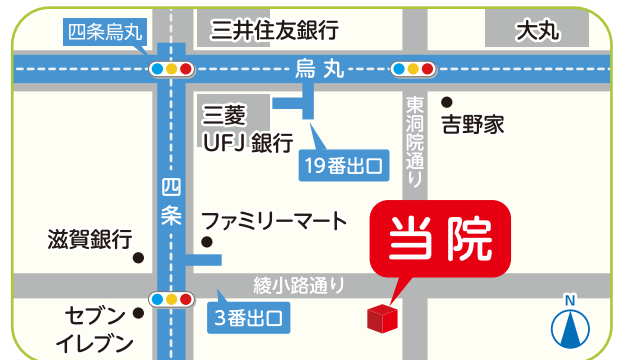 四条烏丸
三井住友銀行
大丸
烏丸
三菱
UFJ銀行
東洞院通り
吉野家
19番出口
四条
ファミリーマート
当院
滋賀銀行
綾小路通り
セブン
イレブン
3番出口
N